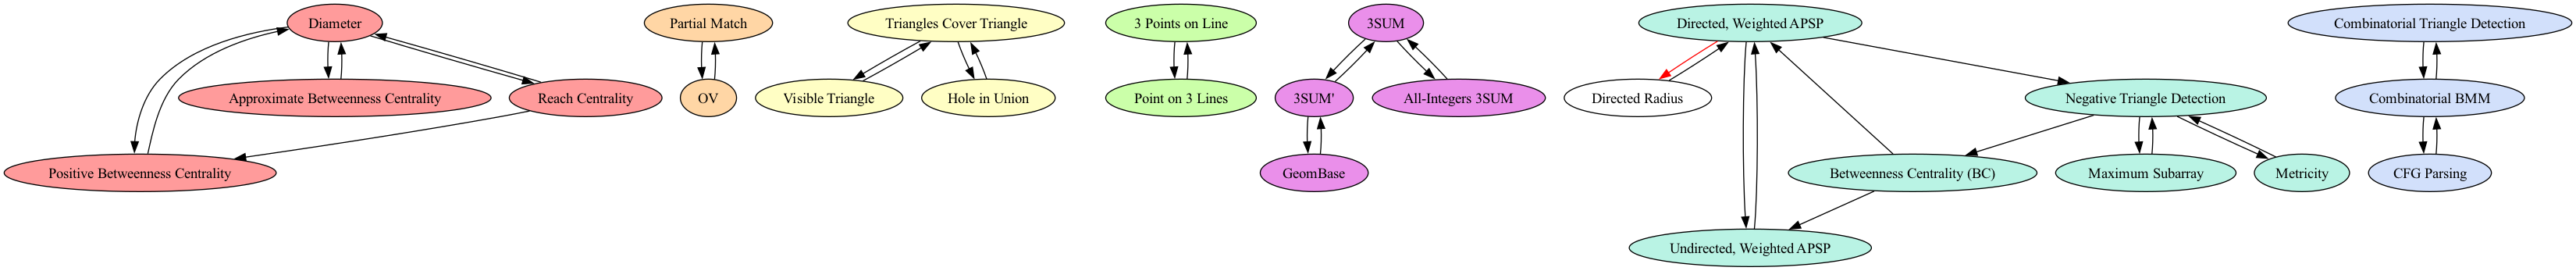 Diameter
Partial Match
Triangles Cover Triangle
3 Points on Line
3SUM
Directed, Weighted APSP
Combinatorial Triangle Detection
Approximate Betweenness Centrality
Reach Centrality
OV
Visible Triangle
Hole in Union
Point on 3 Lines
3SUM'
All-Integers 3SUM
Directed Radius
Negative Triangle Detection
Combinatorial BMM
Positive Betweenness Centrality
GeomBase
Betweenness Centrality (BC)
Maximum Subarray
Metricity
CFG Parsing
Undirected, Weighted APSP